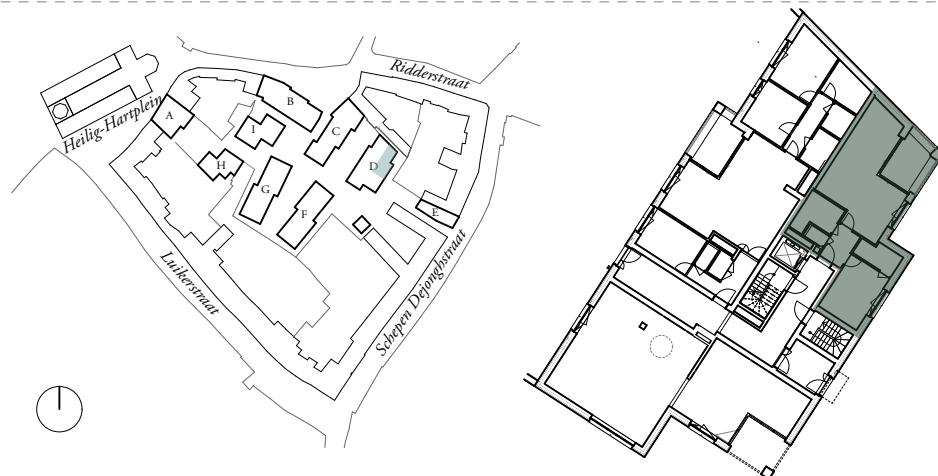 Ridderstraat
Heilig-Hartplein
A
B
C
I
D
H
G
F
E
Luikerstraat
Schepen Dejonghstraat